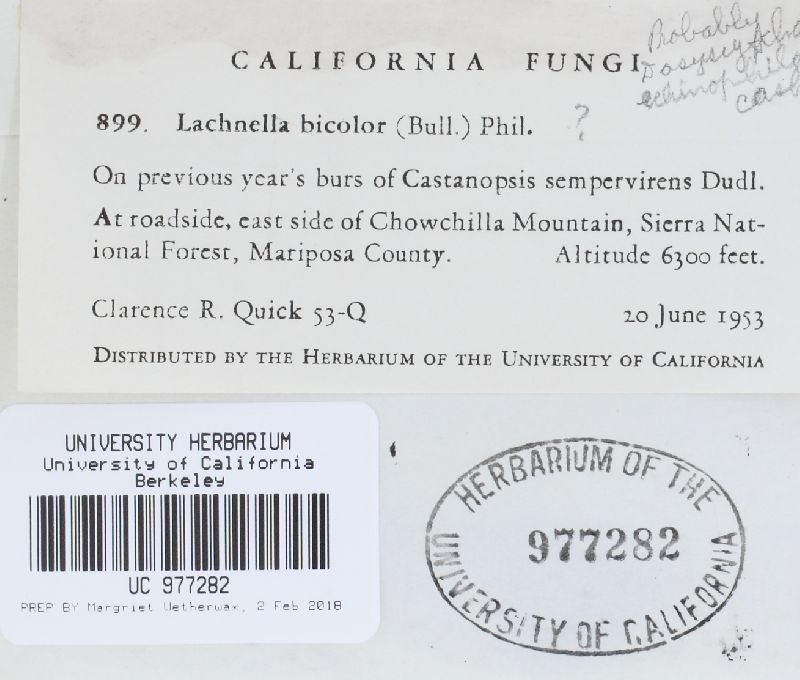 CALIFORNIA FUNGI
Probably
Dasyscypha
echinophila
899. Lachnella bicolor (Bull.) Phil. ?
On previous year's burs of Castanopsis sempervirens Dudl.
At roadside, east side of Chowchilla Mountain, Sierra Nat-
ional Forest, Mariposa County. Altitude 6300 feet.
Clarence R. Quick 53-Q 20 June 1953
DISTRIBUTED BY THE HERBARIUM OF THE UNIVERSITY OF CALIFORNIA
UNIVERSITY HERBARIUM
University of California
Berkeley
UC 977282
PREP BY Margriet Wetherwax, 2 Feb 2018
HERBARIUM OF THE
977282
UNIVERSITY OF CALIFORNIA